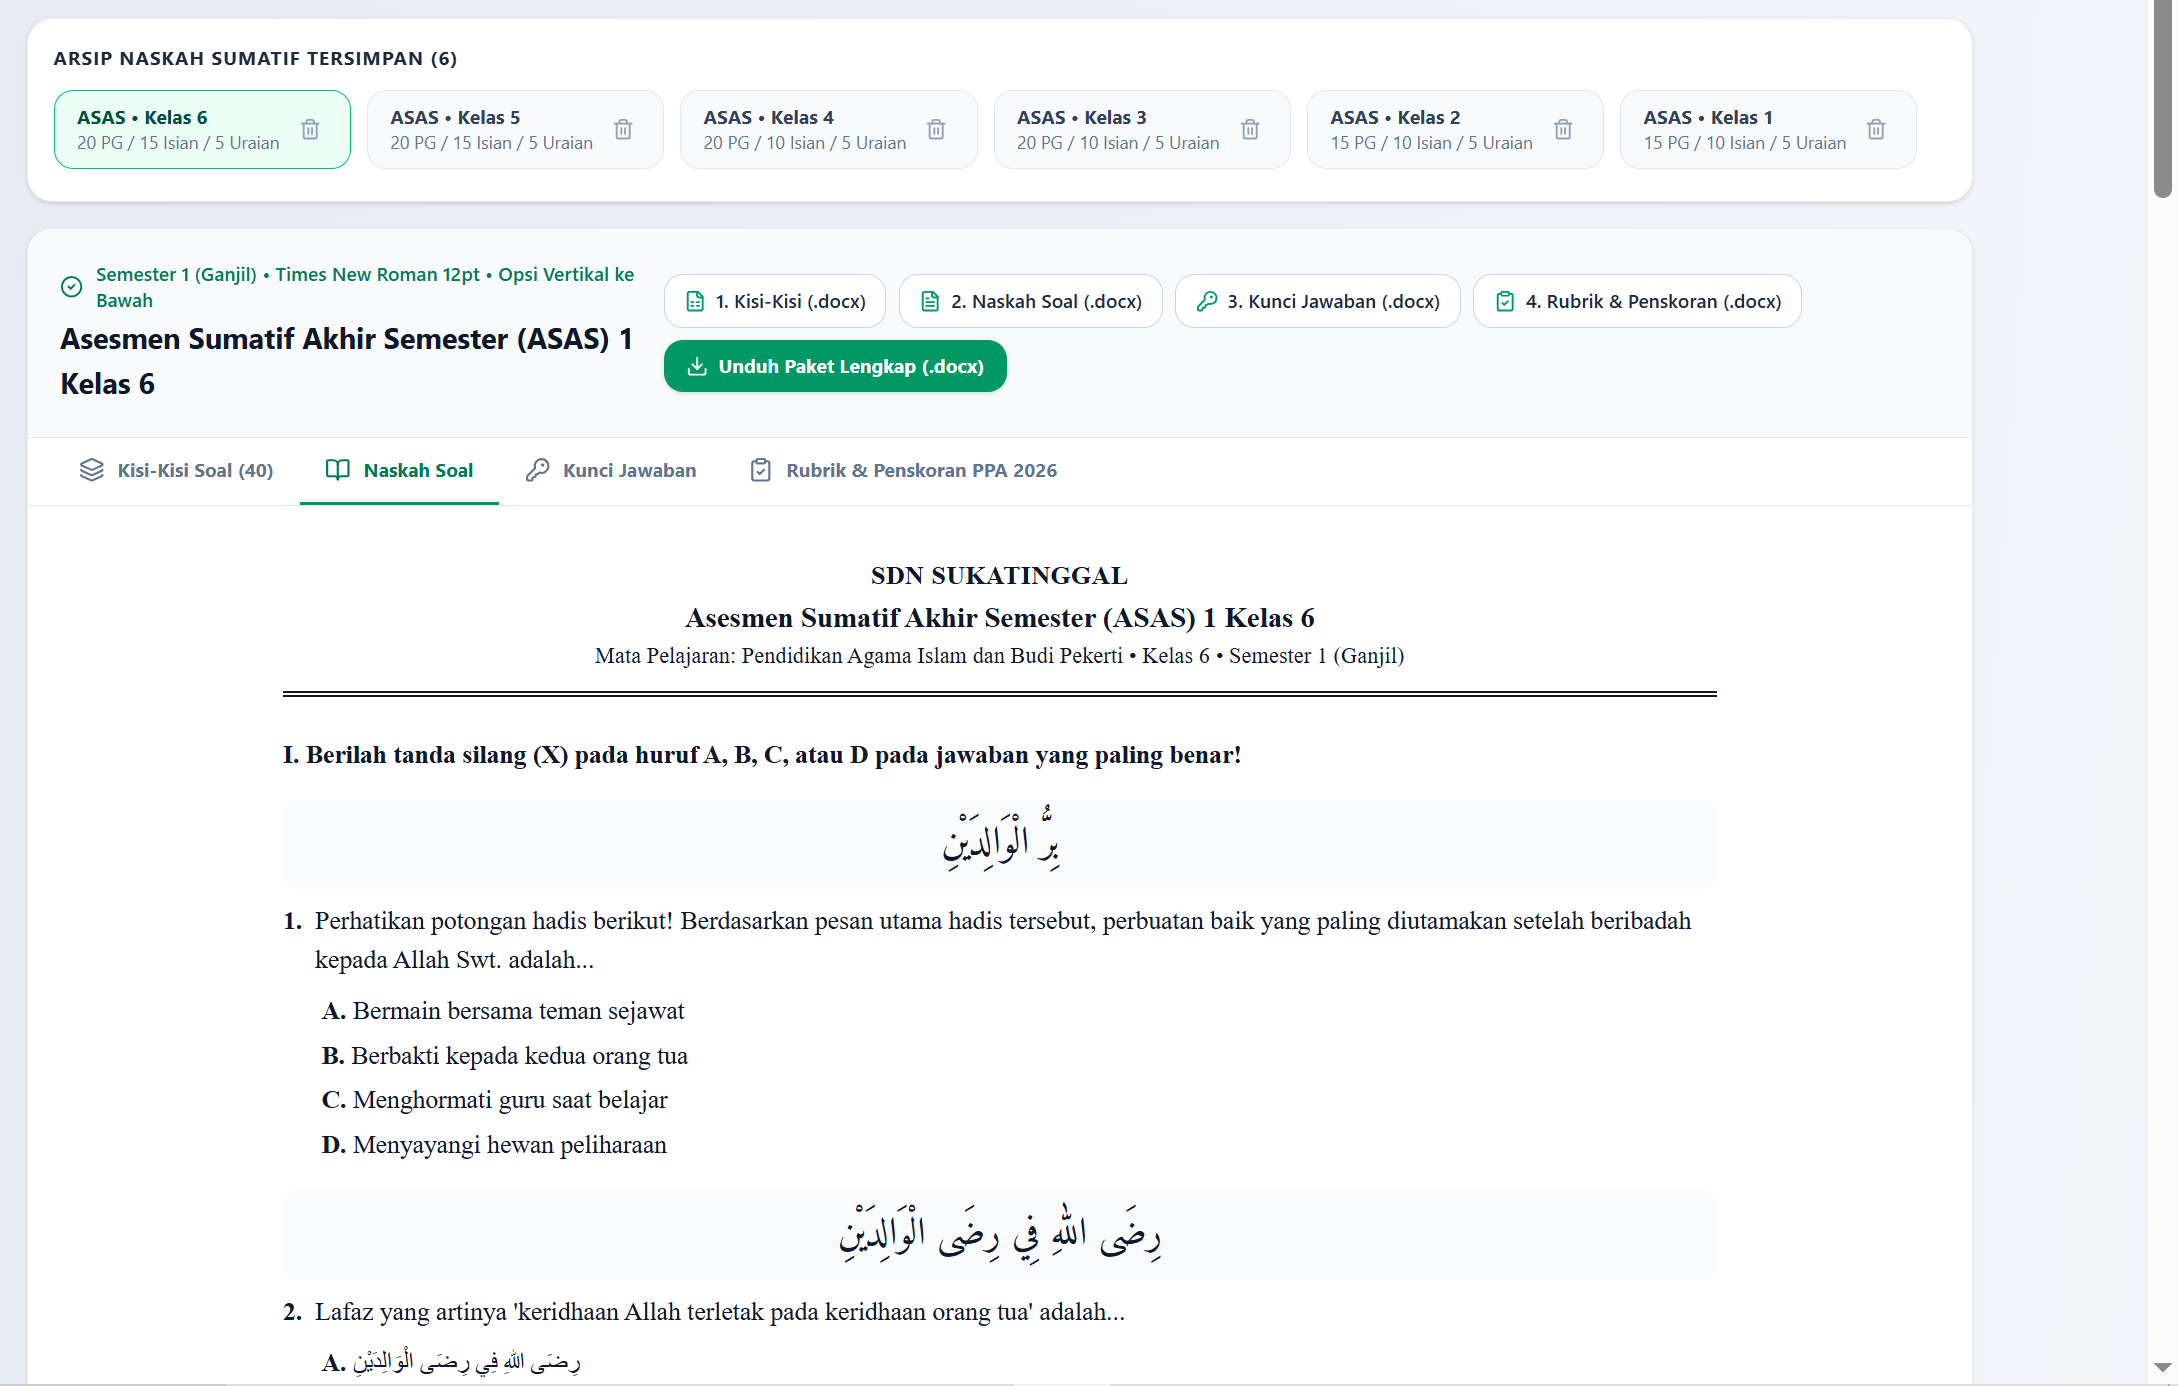 ARSIP NASKAH SUMATIF TERSIMPAN (6)
ASAS • Kelas 6
20 PG / 15 Isian / 5 Uraian
ASAS • Kelas 5
20 PG / 15 Isian / 5 Uraian
ASAS • Kelas 4
20 PG / 10 Isian / 5 Uraian
ASAS • Kelas 3
20 PG / 10 Isian / 5 Uraian
ASAS • Kelas 2
15 PG / 10 Isian / 5 Uraian
ASAS • Kelas 1
15 PG / 10 Isian / 5 Uraian
Semester 1 (Ganjil) • Times New Roman 12pt • Opsi Vertikal ke
Bawah
Asesmen Sumatif Akhir Semester (ASAS) 1
Kelas 6
1. Kisi-Kisi (.docx)
2. Naskah Soal (.docx)
3. Kunci Jawaban (.docx)
4. Rubrik & Penskoran (.docx)
Unduh Paket Lengkap (.docx)
Kisi-Kisi Soal (40)
Naskah Soal
Kunci Jawaban
Rubrik & Penskoran PPA 2026
SDN SUKATINGGAL
Asesmen Sumatif Akhir Semester (ASAS) 1 Kelas 6
Mata Pelajaran: Pendidikan Agama Islam dan Budi Pekerti • Kelas 6 • Semester 1 (Ganjil)
I. Berilah tanda silang (X) pada huruf A, B, C, atau D pada jawaban yang paling benar!
بِرُّ الْوَالِدَيْنِ
1. Perhatikan potongan hadis berikut! Berdasarkan pesan utama hadis tersebut, perbuatan baik yang paling diutamakan setelah beribadah
kepada Allah Swt. adalah...
A. Bermain bersama teman sejawat
B. Berbakti kepada kedua orang tua
C. Menghormati guru saat belajar
D. Menyayangi hewan peliharaan
رِضَى اللهِ فِي رِضَى الْوَالِدَيْنِ
2. Lafaz yang artinya 'keridhaan Allah terletak pada keridhaan orang tua' adalah...
A. رِضَى اللهِ فِي رِضَى الْوَالِدَيْنِ